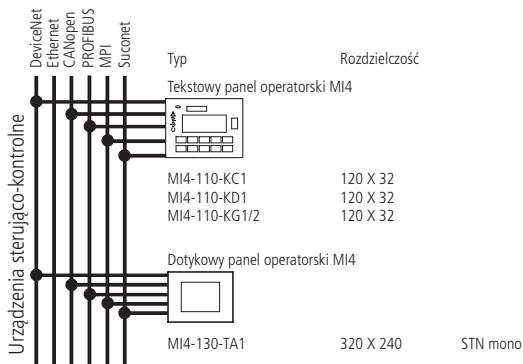 DeviceNet
Ethernet
CANopen
PROFIBUS
MPI
Suconet
Typ Rozdzielczość
Tekstowy panel operatorski MI4
MI4-110-KC1 120 X 32
MI4-110-KD1 120 X 32
MI4-110-KG1/2 120 X 32
Dotykowy panel operatorski MI4
MI4-130-TA1 320 X 240 STN mono
Urządzenia sterująco-kontrolne